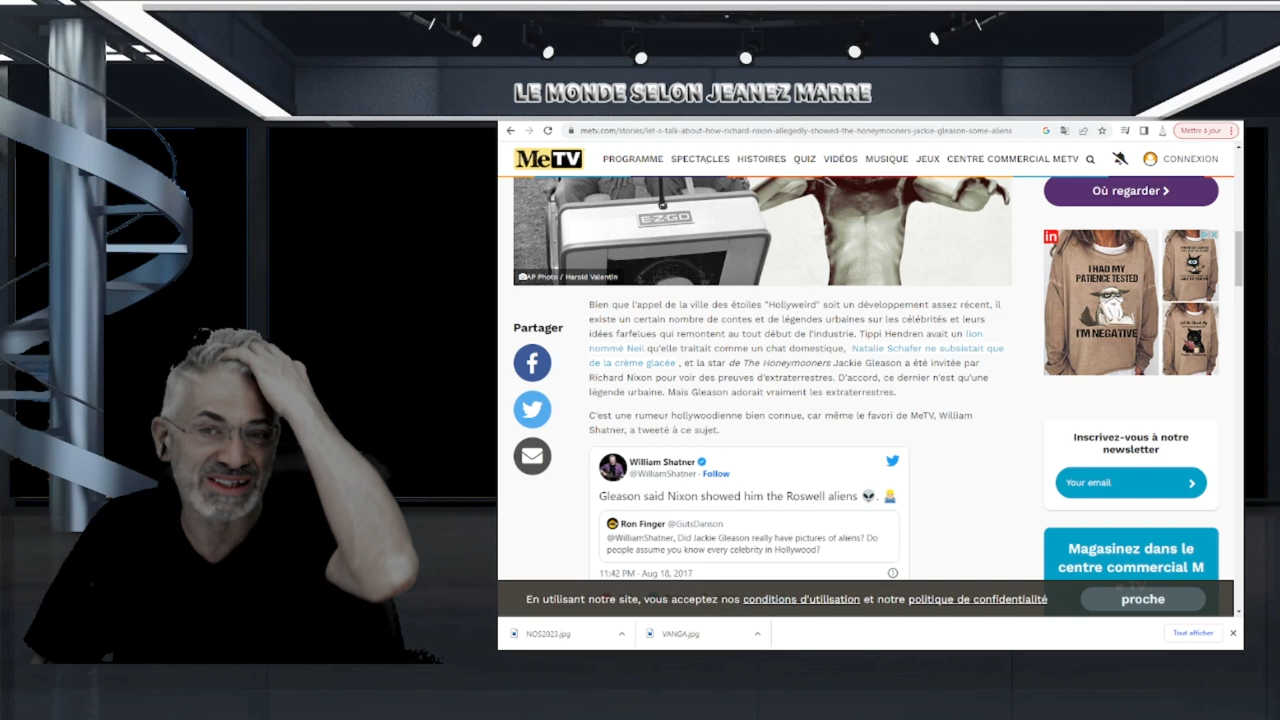 LE MONDE SELON JEANEZ MARRE
metv.com/stories/let-s-talk-about-how-richard-nixon-allegedly-showed-the-honeymooners-jackie-gleason-some-aliens
Mettre à jour
MeTV
PROGRAMME SPECTACLES HISTOIRES QUIZ VIDÉOS MUSIQUE JEUX CENTRE COMMERCIAL METV
CONNEXION
E-Z-GO
AP Photo / Harold Valentin
Bien que l'appel de la ville des étoiles "Hollyweird" soit un développement assez récent, il
existe un certain nombre de contes et de légendes urbaines sur les célébrités et leurs
idées farfelues qui remontent au tout début de l'industrie. Tippi Hendren avait un lion
nommé Neil qu'elle traitait comme un chat domestique, Natalie Schafer ne subsistait que
de la crème glacée , et la star de The Honeymooners Jackie Gleason a été invitée par
Richard Nixon pour voir des preuves d'extraterrestres. D'accord, ce dernier n'est qu'une
légende urbaine. Mais Gleason adorait vraiment les extraterrestres.
C'est une rumeur hollywoodienne bien connue, car même le favori de MeTV, William
Shatner, a tweeté à ce sujet.
Partager
William Shatner
@WilliamShatner · Follow
Gleason said Nixon showed him the Roswell aliens 👽. 🤷
Ron Finger @GutsDanson
@WilliamShatner, Did Jackie Gleason really have pictures of aliens? Do
people assume you know every celebrity in Hollywood?
11:42 PM · Aug 18, 2017
Où regarder
in
I HAD MY
PATIENCE TESTED
I'M NEGATIVE
Inscrivez-vous à notre
newsletter
Your email
Magasinez dans le
centre commercial M
e TV
En utilisant notre site, vous acceptez nos conditions d'utilisation et notre politique de confidentialité
proche
NOS2023.jpg
VANGA.jpg
Tout afficher